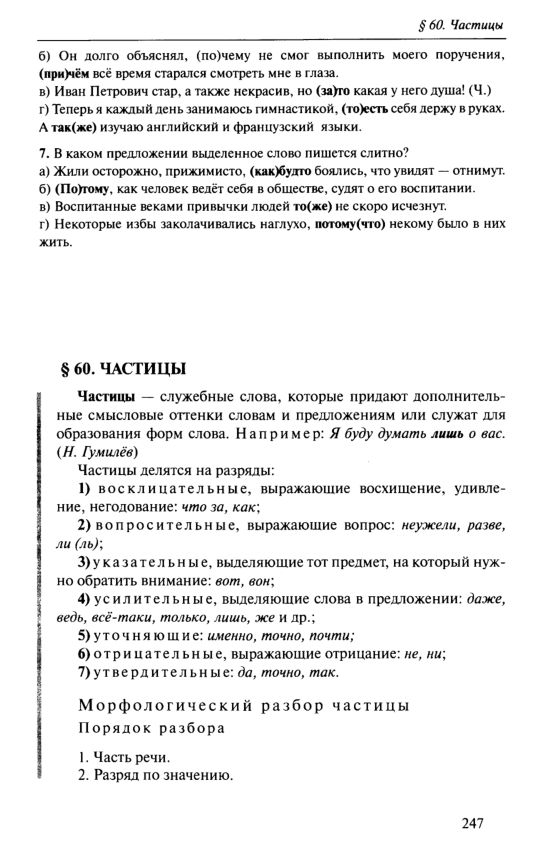 § 60. Частицы
б) Он долго объяснял, (по)чему не смог выполнить моего поручения,
(при)чём всё время старался смотреть мне в глаза.
в) Иван Петрович стар, а также некрасив, но (за)то какая у него душа! (Ч.)
г) Теперь я каждый день занимаюсь гимнастикой, (то)есть себя держу в руках.
А так(же) изучаю английский и французский языки.
7. В каком предложении выделенное слово пишется слитно?
а) Жили осторожно, прижимисто, (как)будто боялись, что увидят — отнимут.
б) (По)тому, как человек ведёт себя в обществе, судят о его воспитании.
в) Воспитанные веками привычки людей то(же) не скоро исчезнут.
г) Некоторые избы заколачивались наглухо, потому(что) некому было в них
жить.
§ 60. ЧАСТИЦЫ
Частицы — служебные слова, которые придают дополнитель-
ные смысловые оттенки словам и предложениям или служат для
образования форм слова. Например: Я буду думать лишь о вас.
(Н. Гумилёв)
Частицы делятся на разряды:
1) восклицательные, выражающие восхищение, удивле-
ние, негодование: что за, как;
2) вопросительные, выражающие вопрос: неужели, разве,
ли (ль);
3) указательные, выделяющие тот предмет, на который нуж-
но обратить внимание: вот, вон;
4) усилительные, выделяющие слова в предложении: даже,
ведь, всё-таки, только, лишь, же и др.;
5) уточняющие: именно, точно, почти;
6) отрицательные, выражающие отрицание: не, ни;
7) утвердительные: да, точно, так.
Морфологический разбор частицы
Порядок разбора
1. Часть речи.
2. Разряд по значению.
247